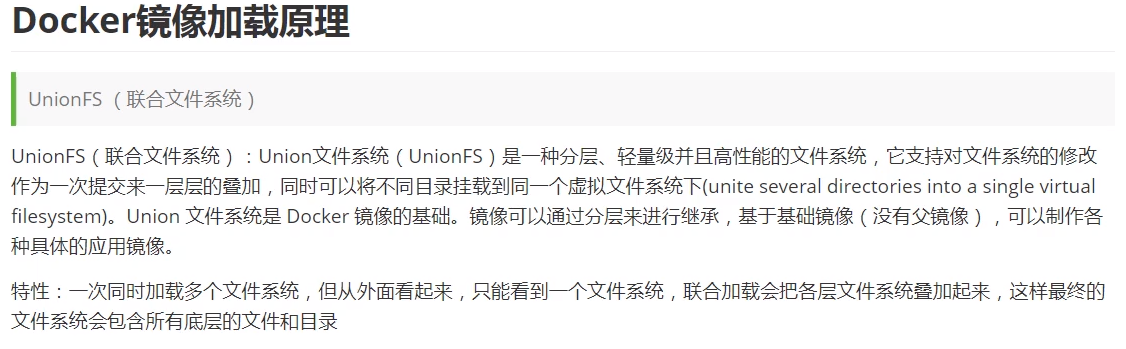 Docker镜像加载原理
UnionFS （联合文件系统）
UnionFS（联合文件系统）：Union文件系统（UnionFS）是一种分层、轻量级并且高性能的文件系统，它支持对文件系统的修改
作为一次提交来一层层的叠加，同时可以将不同目录挂载到同一个虚拟文件系统下(unite several directories into a single virtual
filesystem)。Union 文件系统是 Docker 镜像的基础。镜像可以通过分层来进行继承，基于基础镜像（没有父镜像），可以制作各
种具体的应用镜像。
特性：一次同时加载多个文件系统，但从外面看起来，只能看到一个文件系统，联合加载会把各层文件系统叠加起来，这样最终的
文件系统会包含所有底层的文件和目录